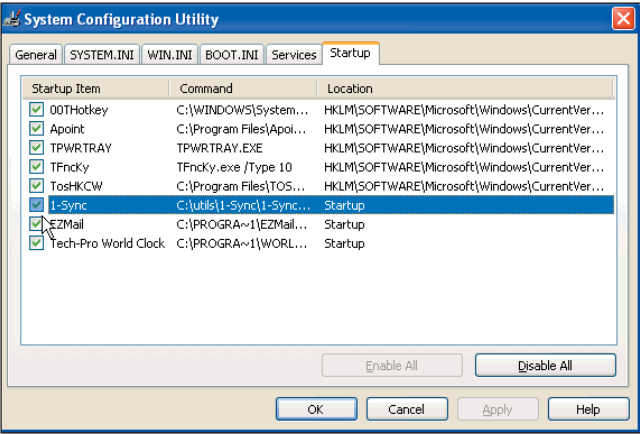 System Configuration Utility
General SYSTEM.INI WIN.INI BOOT.INI Services Startup
Startup Item Command Location
00THotkey C:\WINDOWS\System... HKLM\SOFTWARE\Microsoft\Windows\CurrentVer...
Apoint C:\Program Files\Apoi... HKLM\SOFTWARE\Microsoft\Windows\CurrentVer...
TPWRTRAY TPWRTRAY.EXE HKLM\SOFTWARE\Microsoft\Windows\CurrentVer...
TFncKy TFncKy.exe /Type 10 HKLM\SOFTWARE\Microsoft\Windows\CurrentVer...
TosHKCW C:\Program Files\TOS... HKLM\SOFTWARE\Microsoft\Windows\CurrentVer...
1-Sync C:\utils\1-Sync\1-Sync... Startup
EZMail C:\PROGRA~1\EZMail... Startup
Tech-Pro World Clock C:\PROGRA~1\WORL... Startup
Enable All Disable All
OK Cancel Apply Help